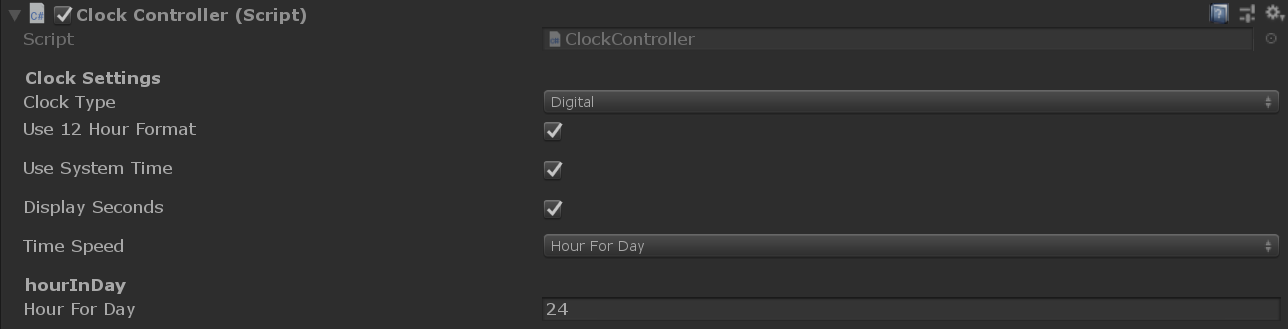 Clock Controller (Script)
Script ClockController
Clock Settings
Clock Type Digital
Use 12 Hour Format
Use System Time
Display Seconds
Time Speed Hour For Day
hourInDay
Hour For Day 24